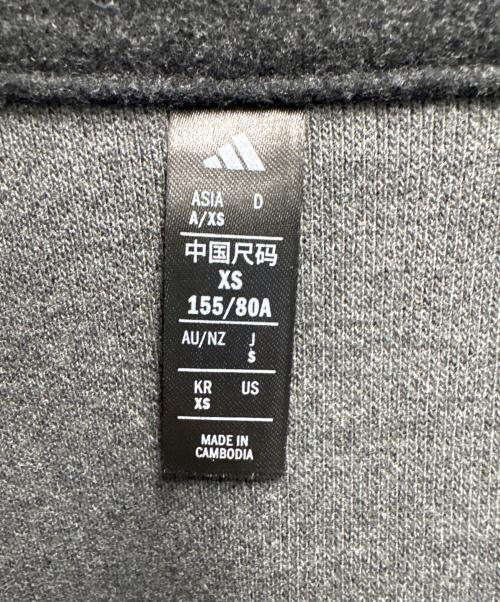 ASIA D
A/XS
中国尺码
XS
155/80A
AU/NZ J
S
KR US
XS
MADE IN
CAMBODIA